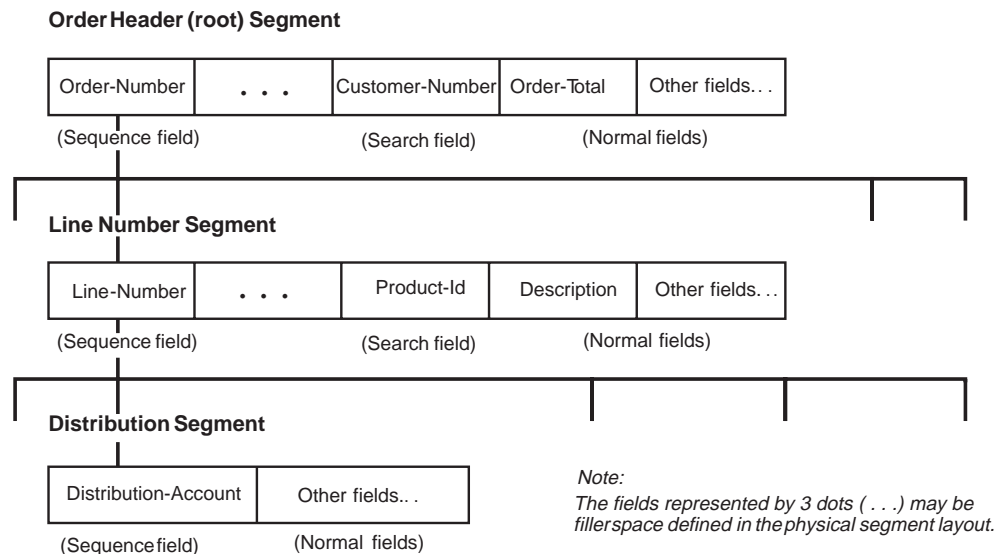 Order Header (root) Segment
Order-Number . . . Customer-Number Order-Total Other fields. . .
(Sequence field) (Search field) (Normal fields)
Line Number Segment
Line-Number . . . Product-Id Description Other fields. . .
(Sequence field) (Search field) (Normal fields)
Distribution Segment
Distribution-Account Other fields.. .
(Sequence field) (Normal fields)
Note:
The fields represented by 3 dots ( . . .) may be
filler space defined in the physical segment layout.